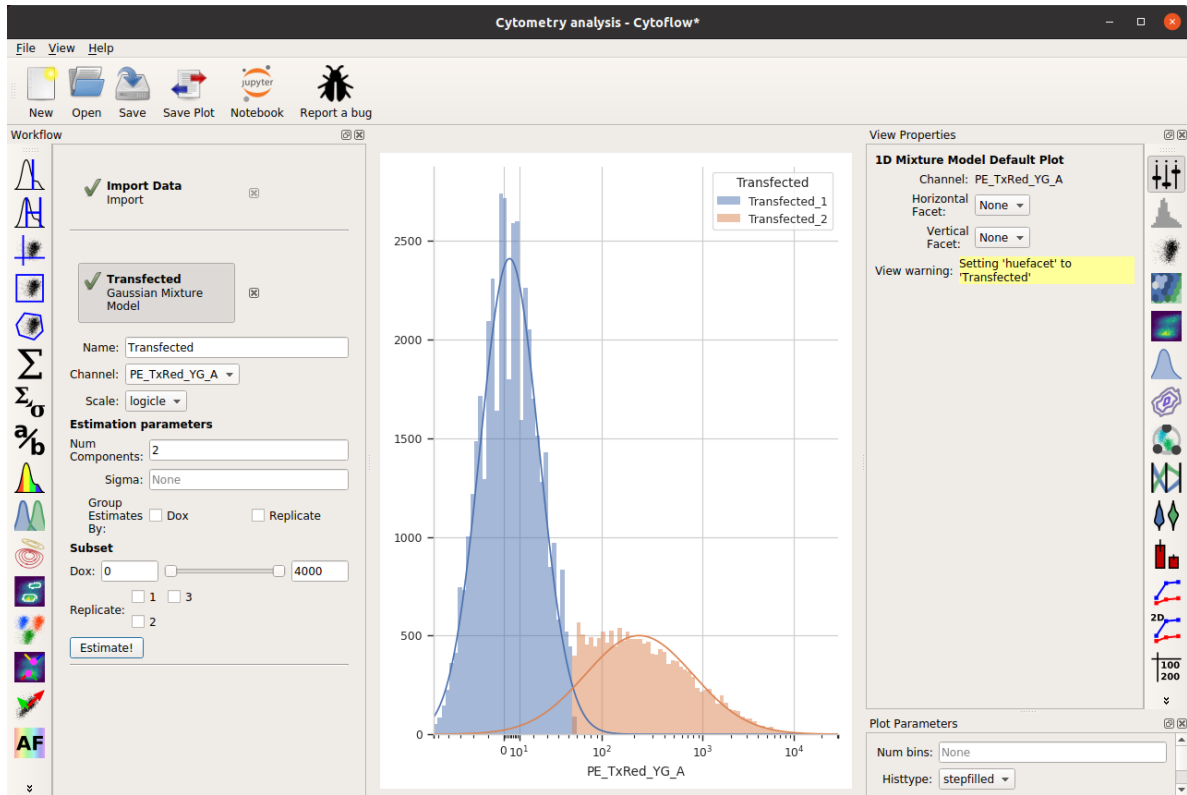 Cytometry analysis - Cytoflow*
File View Help
New Open Save Save Plot Notebook Report a bug
jupyter
Workflow
Import Data
Import
Transfected
Gaussian Mixture
Model
Name: Transfected
Channel: PE_TxRed_YG_A
Scale: logicle
Estimation parameters
Num
Components: 2
Sigma: None
Group
Estimates
By: Dox Replicate
Subset
Dox: 0 4000
Replicate: 1 3
2
Estimate!
Σ
Σ,σ
a/b
AF
Transfected
Transfected_1
Transfected_2
2500
2000
1500
1000
500
0
0 10¹ 10² 10³ 10⁴
PE_TxRed_YG_A
View Properties
1D Mixture Model Default Plot
Channel: PE_TxRed_YG_A
Horizontal
Facet: None
Vertical
Facet: None
View warning: Setting 'huefacet' to
'Transfected'
2D
100
200
Plot Parameters
Num bins: None
Histtype: stepfilled